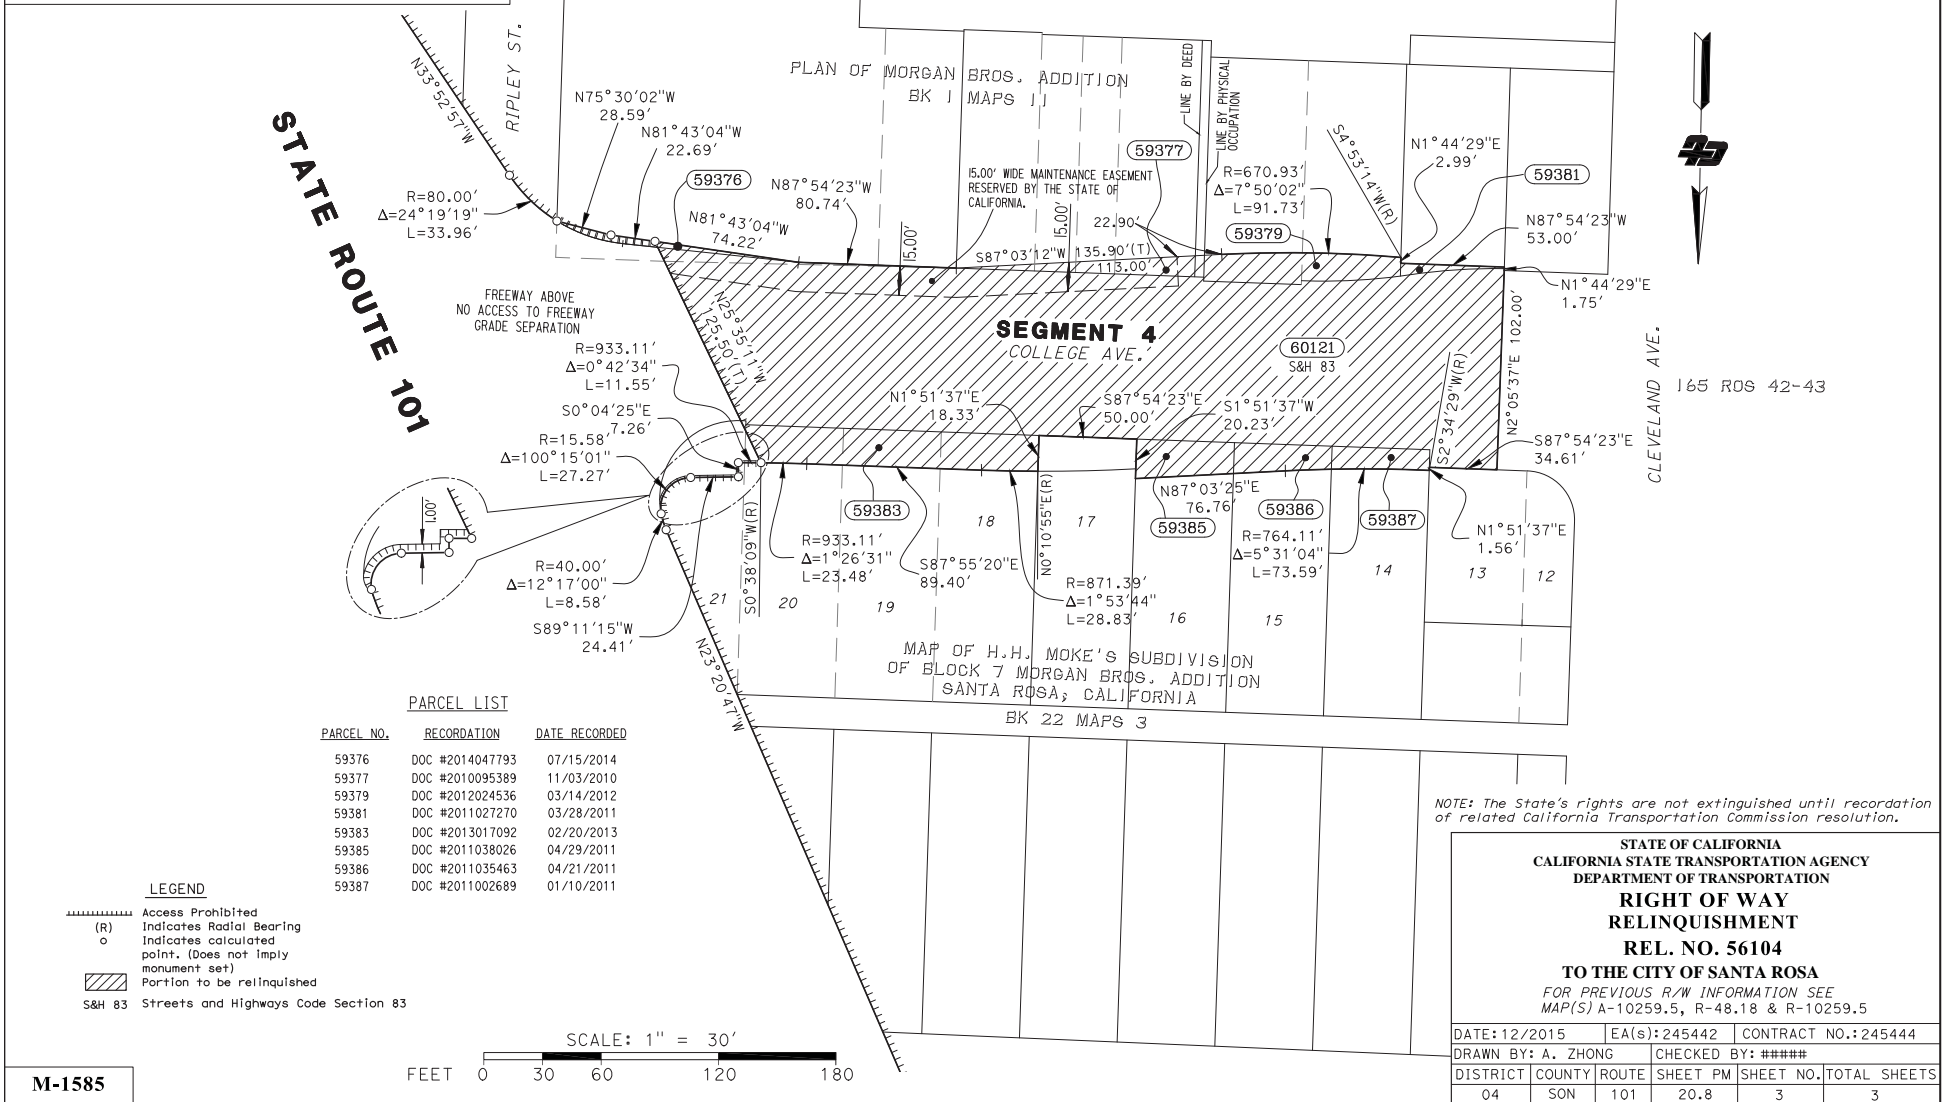 RIPLEY ST.
PLAN OF MORGAN BROS. ADDITION
BK 1 MAPS 11
LINE BY DEED
LINE BY PHYSICAL
OCCUPATION
N33°52'57"W
STATE ROUTE 101
N75°30'02"W
28.59'
N81°43'04"W
22.69'
59376
R=80.00'
Δ=24°19'19"
L=33.96'
N87°54'23"W
80.74'
N81°43'04"W
74.22'
15.00' WIDE MAINTENANCE EASEMENT
RESERVED BY THE STATE OF
CALIFORNIA.
15.00'
15.00'
59377
22.90'
S87°03'12"W 135.90'(T)
113.00'
R=670.93'
Δ=7°50'02"
L=91.73'
59379
S4°53'14"W(R)
N1°44'29"E
2.99'
59381
N87°54'23"W
53.00'
N1°44'29"E
1.75'
FREEWAY ABOVE
NO ACCESS TO FREEWAY
GRADE SEPARATION
N25°35'11"W
125.50'(T)
SEGMENT 4
COLLEGE AVE.
60121
S&H 83
N2°05'37"E 102.00'
CLEVELAND AVE.
165 ROS 42-43
R=933.11'
Δ=0°42'34"
L=11.55'
S0°04'25"E
7.26'
R=15.58'
Δ=100°15'01"
L=27.27'
N1°51'37"E
18.33'
S87°54'23"E
50.00'
S1°51'37"W
20.23'
S2°34'29"W(R)
S87°54'23"E
34.61'
1.00'
R=40.00'
Δ=12°17'00"
L=8.58'
S89°11'15"W
24.41'
S0°38'09"W(R)
59383
R=933.11'
Δ=1°26'31"
L=23.48'
S87°55'20"E
89.40'
N0°10'55"E(R)
R=871.39'
Δ=1°53'44"
L=28.83'
N87°03'25"E
76.76'
59385
59386
R=764.11'
Δ=5°31'04"
L=73.59'
59387
N1°51'37"E
1.56'
21
20
19
18
17
16
15
14
13
12
N23°20'47"W
MAP OF H.H. MOKE'S SUBDIVISION
OF BLOCK 7 MORGAN BROS. ADDITION
SANTA ROSA, CALIFORNIA
BK 22 MAPS 3
PARCEL LIST
PARCEL NO. RECORDATION DATE RECORDED
59376 DOC #2014047793 07/15/2014
59377 DOC #2010095389 11/03/2010
59379 DOC #2012024536 03/14/2012
59381 DOC #2011027270 03/28/2011
59383 DOC #2013017092 02/20/2013
59385 DOC #2011038026 04/29/2011
59386 DOC #2011035463 04/21/2011
59387 DOC #2011002689 01/10/2011
LEGEND
Access Prohibited
(R) Indicates Radial Bearing
Indicates calculated
point. (Does not imply
monument set)
Portion to be relinquished
S&H 83 Streets and Highways Code Section 83
SCALE: 1" = 30'
FEET 0 30 60 120 180
M-1585
NOTE: The State's rights are not extinguished until recordation
of related California Transportation Commission resolution.
STATE OF CALIFORNIA
CALIFORNIA STATE TRANSPORTATION AGENCY
DEPARTMENT OF TRANSPORTATION
RIGHT OF WAY
RELINQUISHMENT
REL. NO. 56104
TO THE CITY OF SANTA ROSA
FOR PREVIOUS R/W INFORMATION SEE
MAP(S) A-10259.5, R-48.18 & R-10259.5
DATE: 12/2015 EA(s): 245442 CONTRACT NO.: 245444
DRAWN BY: A. ZHONG CHECKED BY: #####
DISTRICT COUNTY ROUTE SHEET PM SHEET NO. TOTAL SHEETS
04 SON 101 20.8 3 3